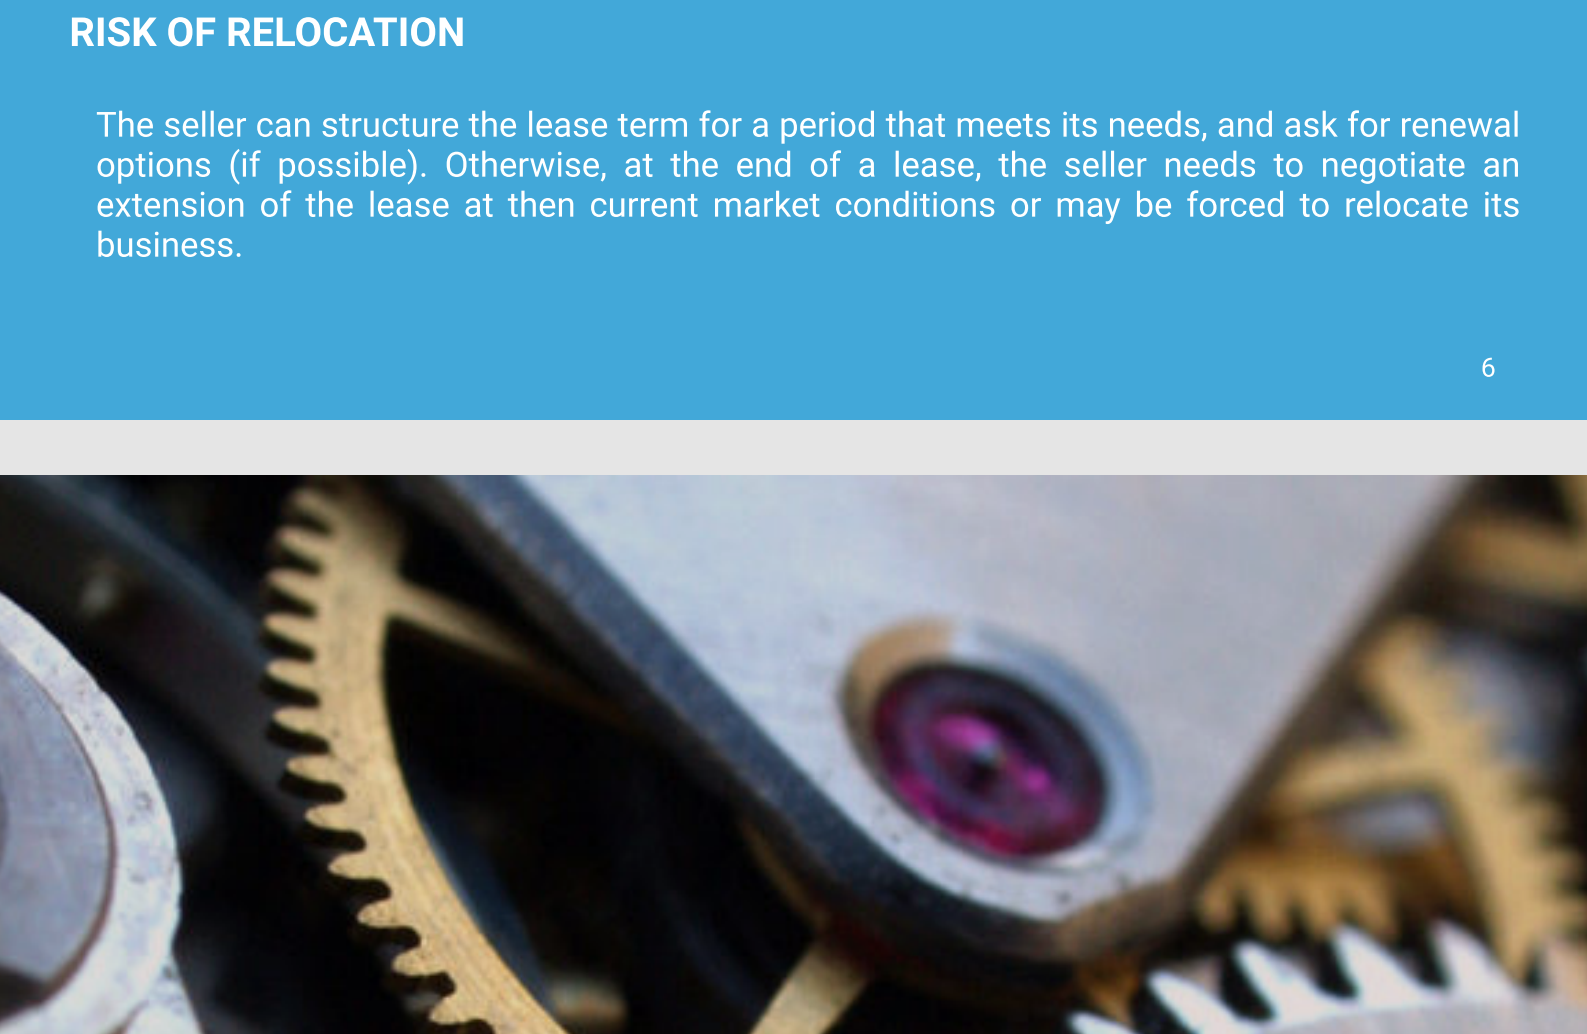 RISK OF RELOCATION
The seller can structure the lease term for a period that meets its needs, and ask for renewal
options (if possible). Otherwise, at the end of a lease, the seller needs to negotiate an
extension of the lease at then current market conditions or may be forced to relocate its
business.
6